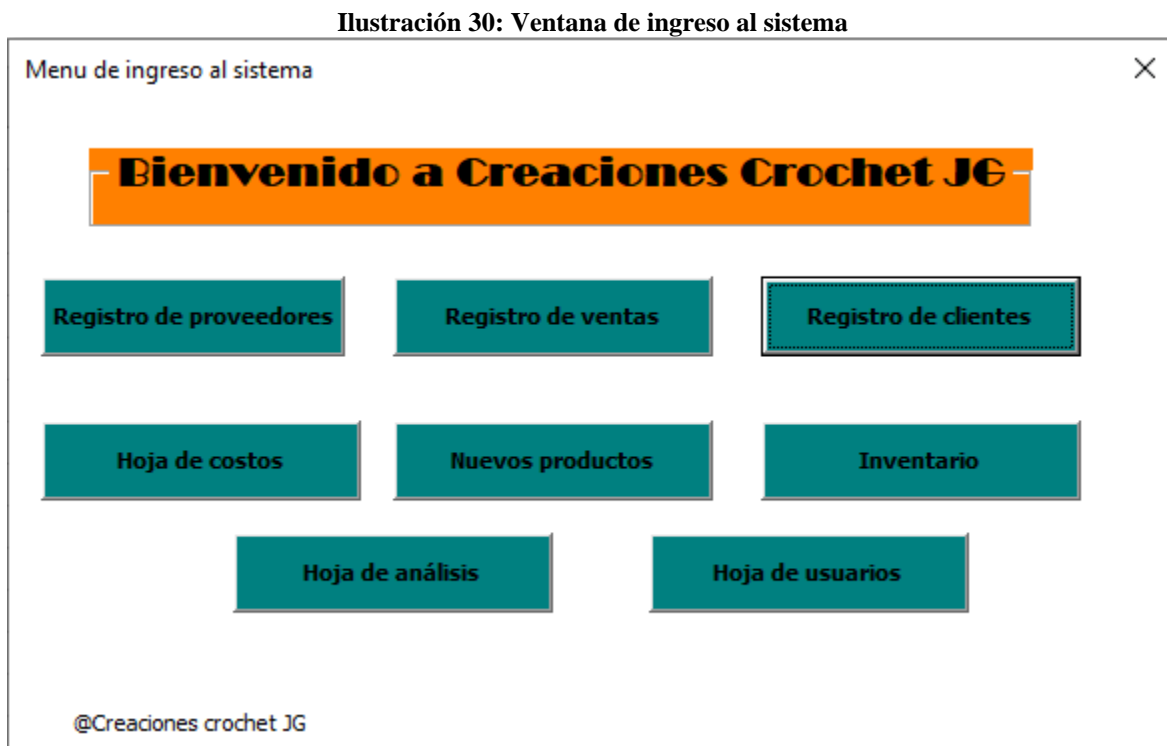 Ilustración 30: Ventana de ingreso al sistema
Menu de ingreso al sistema
Bienvenido a Creaciones Crochet JG
Registro de proveedores
Registro de ventas
Registro de clientes
Hoja de costos
Nuevos productos
Inventario
Hoja de análisis
Hoja de usuarios
@Creaciones crochet JG